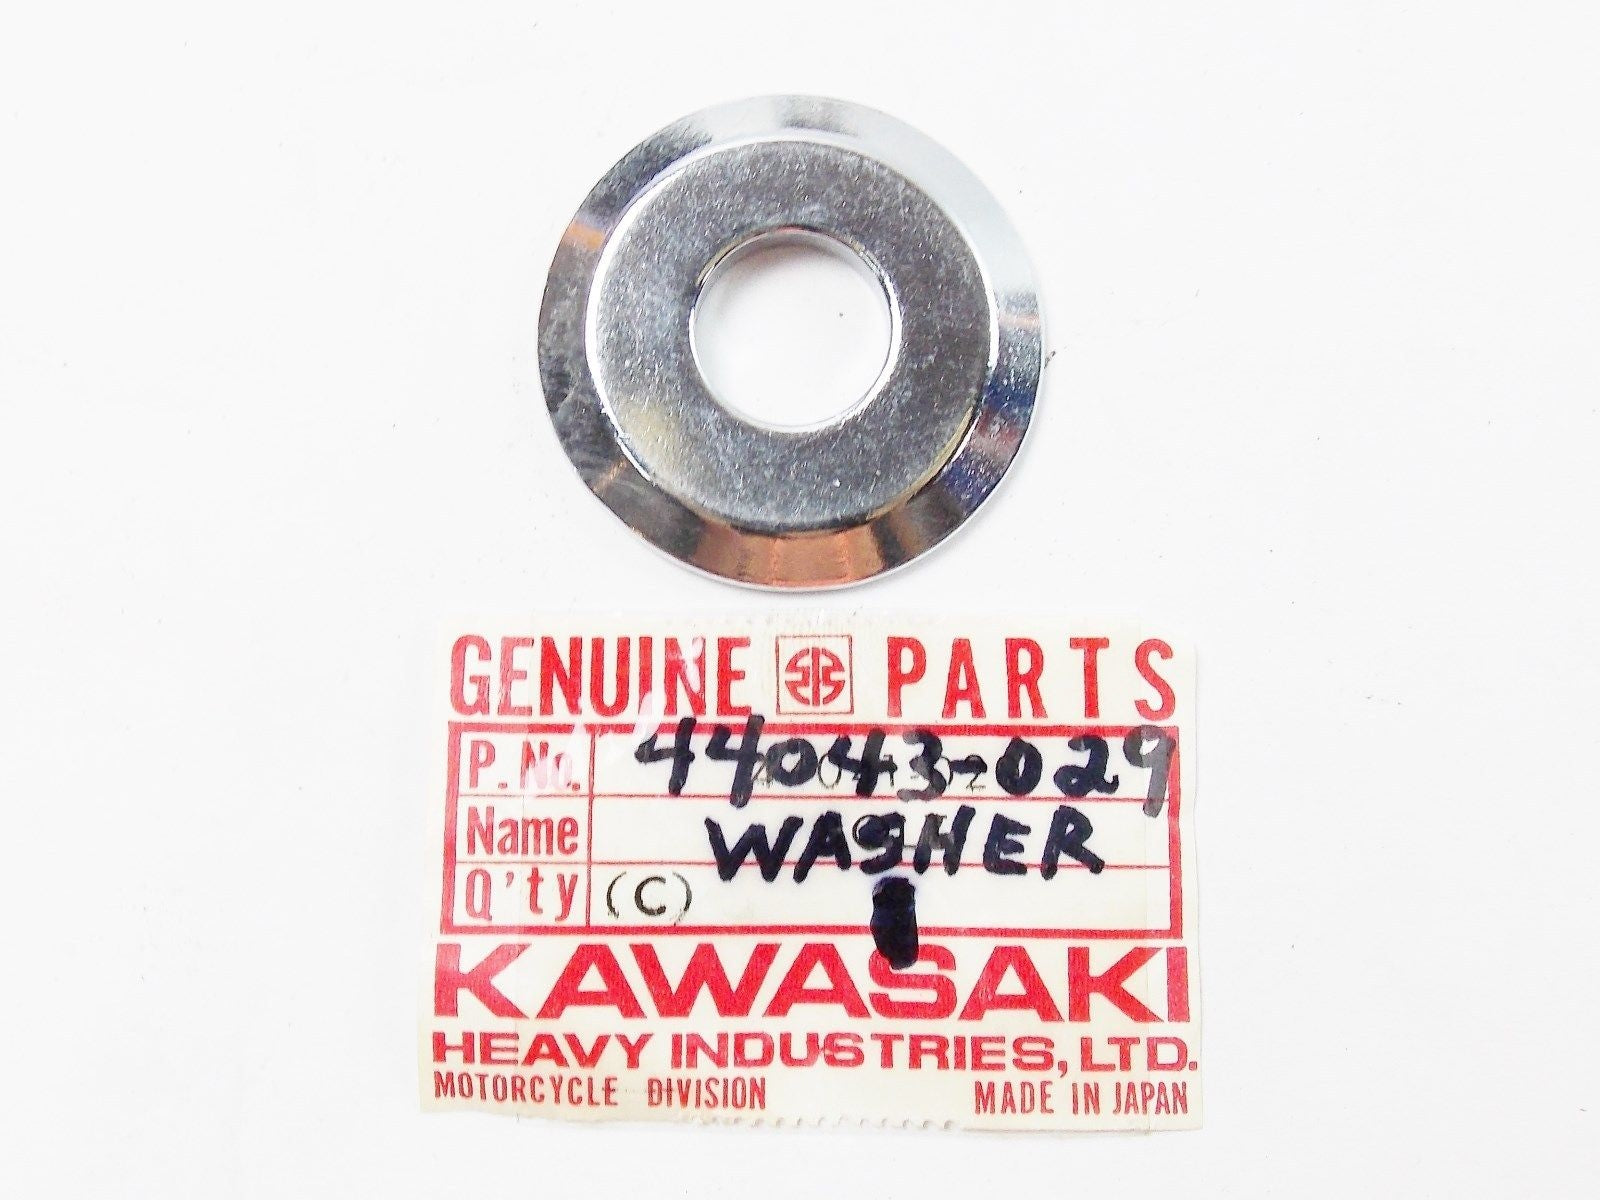 GENUINE PARTS
P. No. 44043-029
Name WASHER
Q'ty (C) 1
KAWASAKI
HEAVY INDUSTRIES, LTD.
MOTORCYCLE DIVISION MADE IN JAPAN